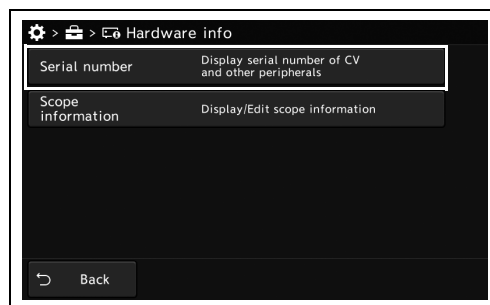 > > Hardware info
Serial number
Display serial number of CV
and other peripherals
Scope
information
Display/Edit scope information
Back